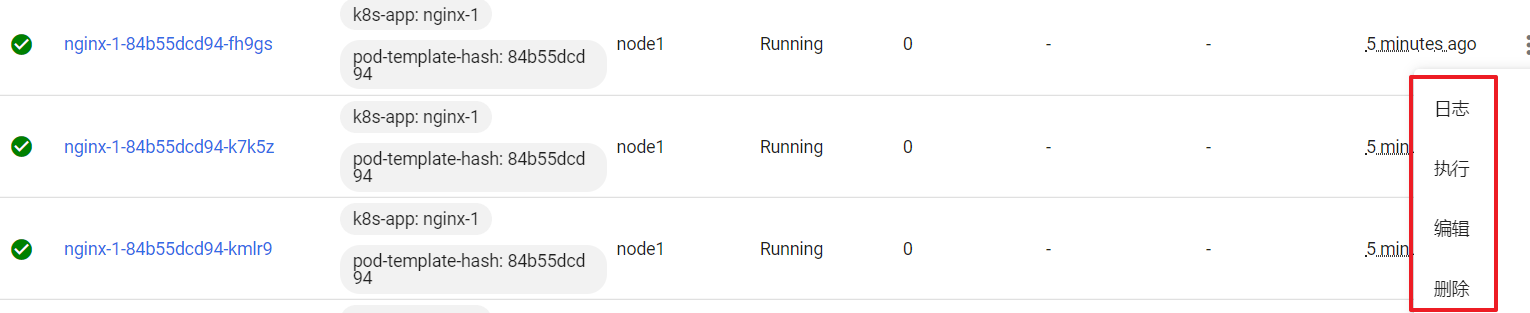 k8s-app: nginx-1
nginx-1-84b55dcd94-fh9gs node1 Running 0 - - 5 minutes ago
pod-template-hash: 84b55dcd
94
日志
k8s-app: nginx-1
nginx-1-84b55dcd94-k7k5z node1 Running 0 - - 5 min
pod-template-hash: 84b55dcd
94
执行
k8s-app: nginx-1
编辑
nginx-1-84b55dcd94-kmlr9 node1 Running 0 - - 5 min
pod-template-hash: 84b55dcd
94
删除